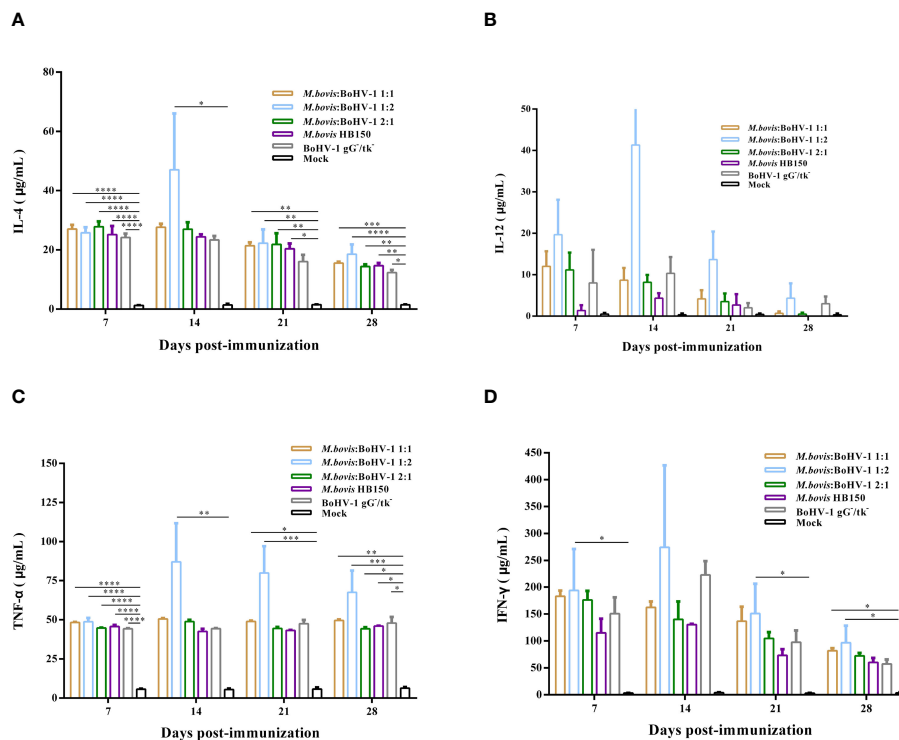 A
IL-4 ( μg/mL )
80
60
40
20
0
7
14
21
28
Days post-immunization
****
****
****
****
****
*
**
**
**
*
***
****
**
**
*
M.bovis:BoHV-1 1:1
M.bovis:BoHV-1 1:2
M.bovis:BoHV-1 2:1
M.bovis HB150
BoHV-1 gG-/tk-
Mock
B
IL-12 ( μg/mL )
50
40
30
20
10
0
7
14
21
28
Days post-immunization
M.bovis:BoHV-1 1:1
M.bovis:BoHV-1 1:2
M.bovis:BoHV-1 2:1
M.bovis HB150
BoHV-1 gG-/tk-
Mock
C
TNF-α ( μg/mL )
150
125
100
75
50
25
0
7
14
21
28
Days post-immunization
****
****
****
****
****
**
*
***
**
***
*
*
*
M.bovis:BoHV-1 1:1
M.bovis:BoHV-1 1:2
M.bovis:BoHV-1 2:1
M.bovis HB150
BoHV-1 gG-/tk-
Mock
D
IFN-γ ( μg/mL )
450
400
350
300
250
200
150
100
50
0
7
14
21
28
Days post-immunization
*
*
*
*
M.bovis:BoHV-1 1:1
M.bovis:BoHV-1 1:2
M.bovis:BoHV-1 2:1
M.bovis HB150
BoHV-1 gG-/tk-
Mock